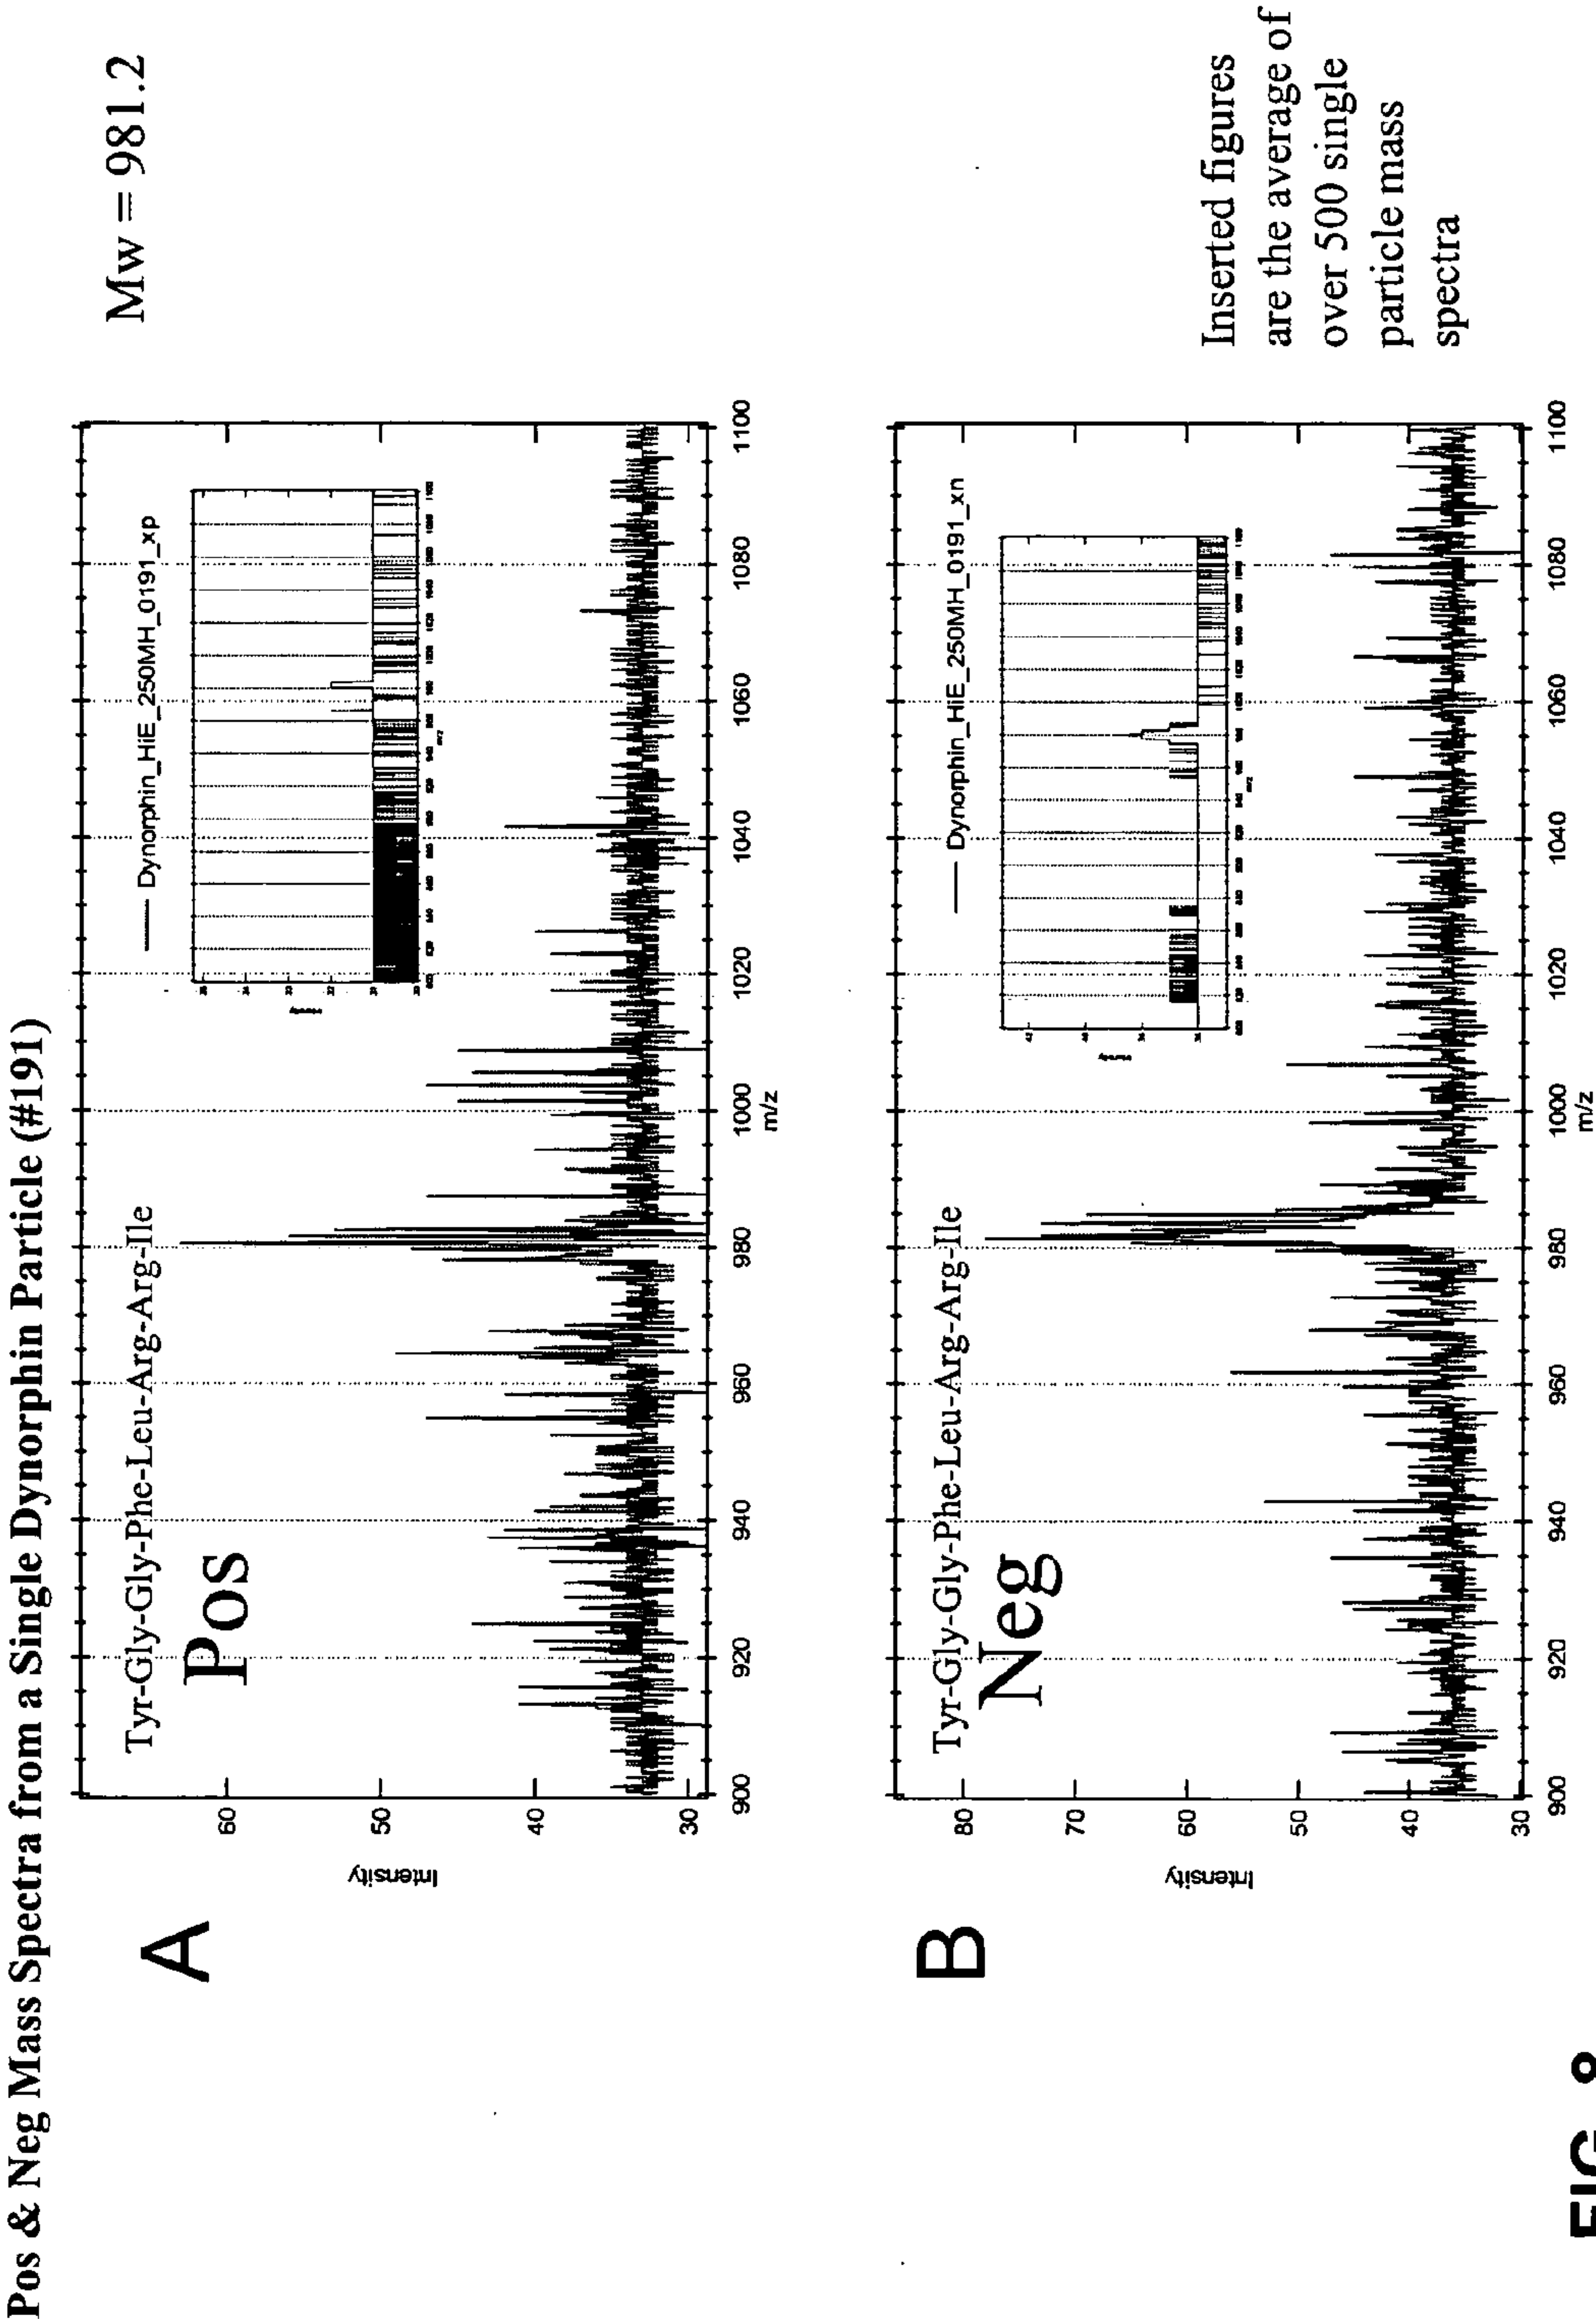 Pos & Neg Mass Spectra from a Single Dynorphin Particle (#191)
Mw = 981.2
A
Tyr-Gly-Gly-Phe-Leu-Arg-Arg-Ile
Pos
Dynorphin_HiE_250MH_0191_xp
Intensity
60
50
40
30
900 920 940 960 980 1000 1020 1040 1060 1080 1100
m/z
B
Tyr-Gly-Gly-Phe-Leu-Arg-Arg-Ile
Neg
Dynorphin_HiE_250MH_0191_xn
Intensity
80
70
60
50
40
30
900 920 940 960 980 1000 1020 1040 1060 1080 1100
m/z
Inserted figures
are the average of
over 500 single
particle mass
spectra
FIG. 8